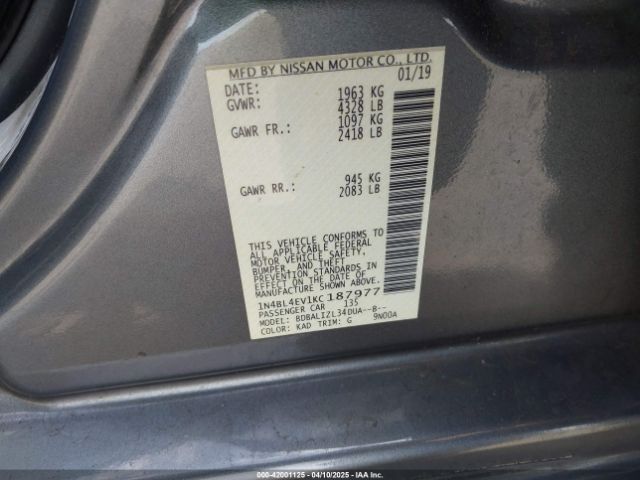 MFD BY NISSAN MOTOR CO., LTD.
DATE: 01/19
GVWR: 1963 KG
4328 LB
GAWR FR.: 1097 KG
2418 LB
GAWR RR.: 945 KG
2083 LB
THIS VEHICLE CONFORMS TO
ALL APPLICABLE FEDERAL
MOTOR VEHICLE SAFETY,
BUMPER, AND THEFT
PREVENTION STANDARDS IN
EFFECT ON THE DATE OF
MANUFACTURE SHOWN ABOVE.
1N4BL4EV1KC187977
PASSENGER CAR 135
MODEL: BDBALIZL34DUA--B--
COLOR: KAD TRIM: G 9N00A
000-42001125 - 04/10/2025 - IAA, Inc.